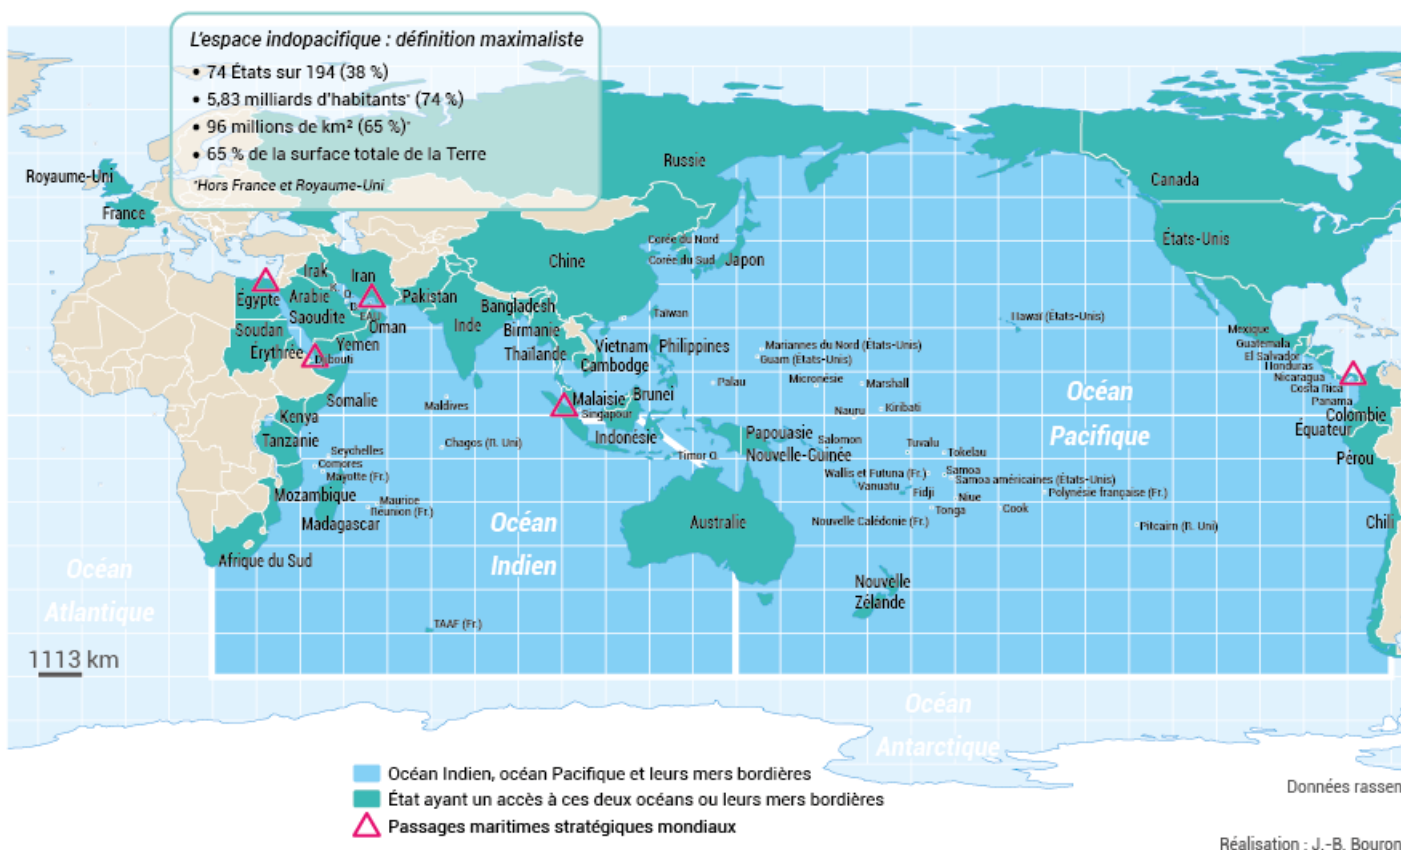 L'espace indopacifique : définition maximaliste
• 74 États sur 194 (38 %)
• 5,83 milliards d'habitants* (74 %)
• 96 millions de km² (65 %)*
• 65 % de la surface totale de la Terre
*Hors France et Royaume-Uni
Royaume-Uni
France
Russie
Canada
États-Unis
Chine
Corée du Nord
Corée du Sud
Japon
Irak
Iran
Égypte
Arabie
Saoudite
K
Q
EAU
Oman
Pakistan
Inde
Bangladesh
Birmanie
Thaïlande
Vietnam
Cambodge
Taiwan
Philippines
Soudan
Érythrée
Yemen
Djibouti
Somalie
Kenya
Tanzanie
Maldives
Malaisie
Brunei
Singapour
Indonésie
Timor O.
Palau
Mariannes du Nord (États-Unis)
Guam (États-Unis)
Micronésie
Marshall
Nauru
Kiribati
Hawaï (États-Unis)
Océan
Pacifique
Mexique
Guatemala
El Salvador
Honduras
Nicaragua
Costa Rica
Panama
Colombie
Équateur
Pérou
Chili
Seychelles
Comores
Mayotte (Fr.)
Chagos (R. Uni)
Mozambique
Madagascar
Maurice
Réunion (Fr.)
Afrique du Sud
Papouasie
Nouvelle-Guinée
Salomon
Tuvalu
Tokelau
Wallis et Futuna (Fr.)
Samoa
Samoa américaines (États-Unis)
Vanuatu
Fidji
Niue
Polynésie française (Fr.)
Tonga
Cook
Nouvelle Calédonie (Fr.)
Pitcairn (R. Uni)
Australie
Nouvelle
Zélande
Océan
Indien
Océan
Atlantique
TAAF (Fr.)
1113 km
Océan
Antarctique
Océan Indien, océan Pacifique et leurs mers bordières
État ayant un accès à ces deux océans ou leurs mers bordières
Passages maritimes stratégiques mondiaux
Données rassem
Réalisation : J.-B. Bouron